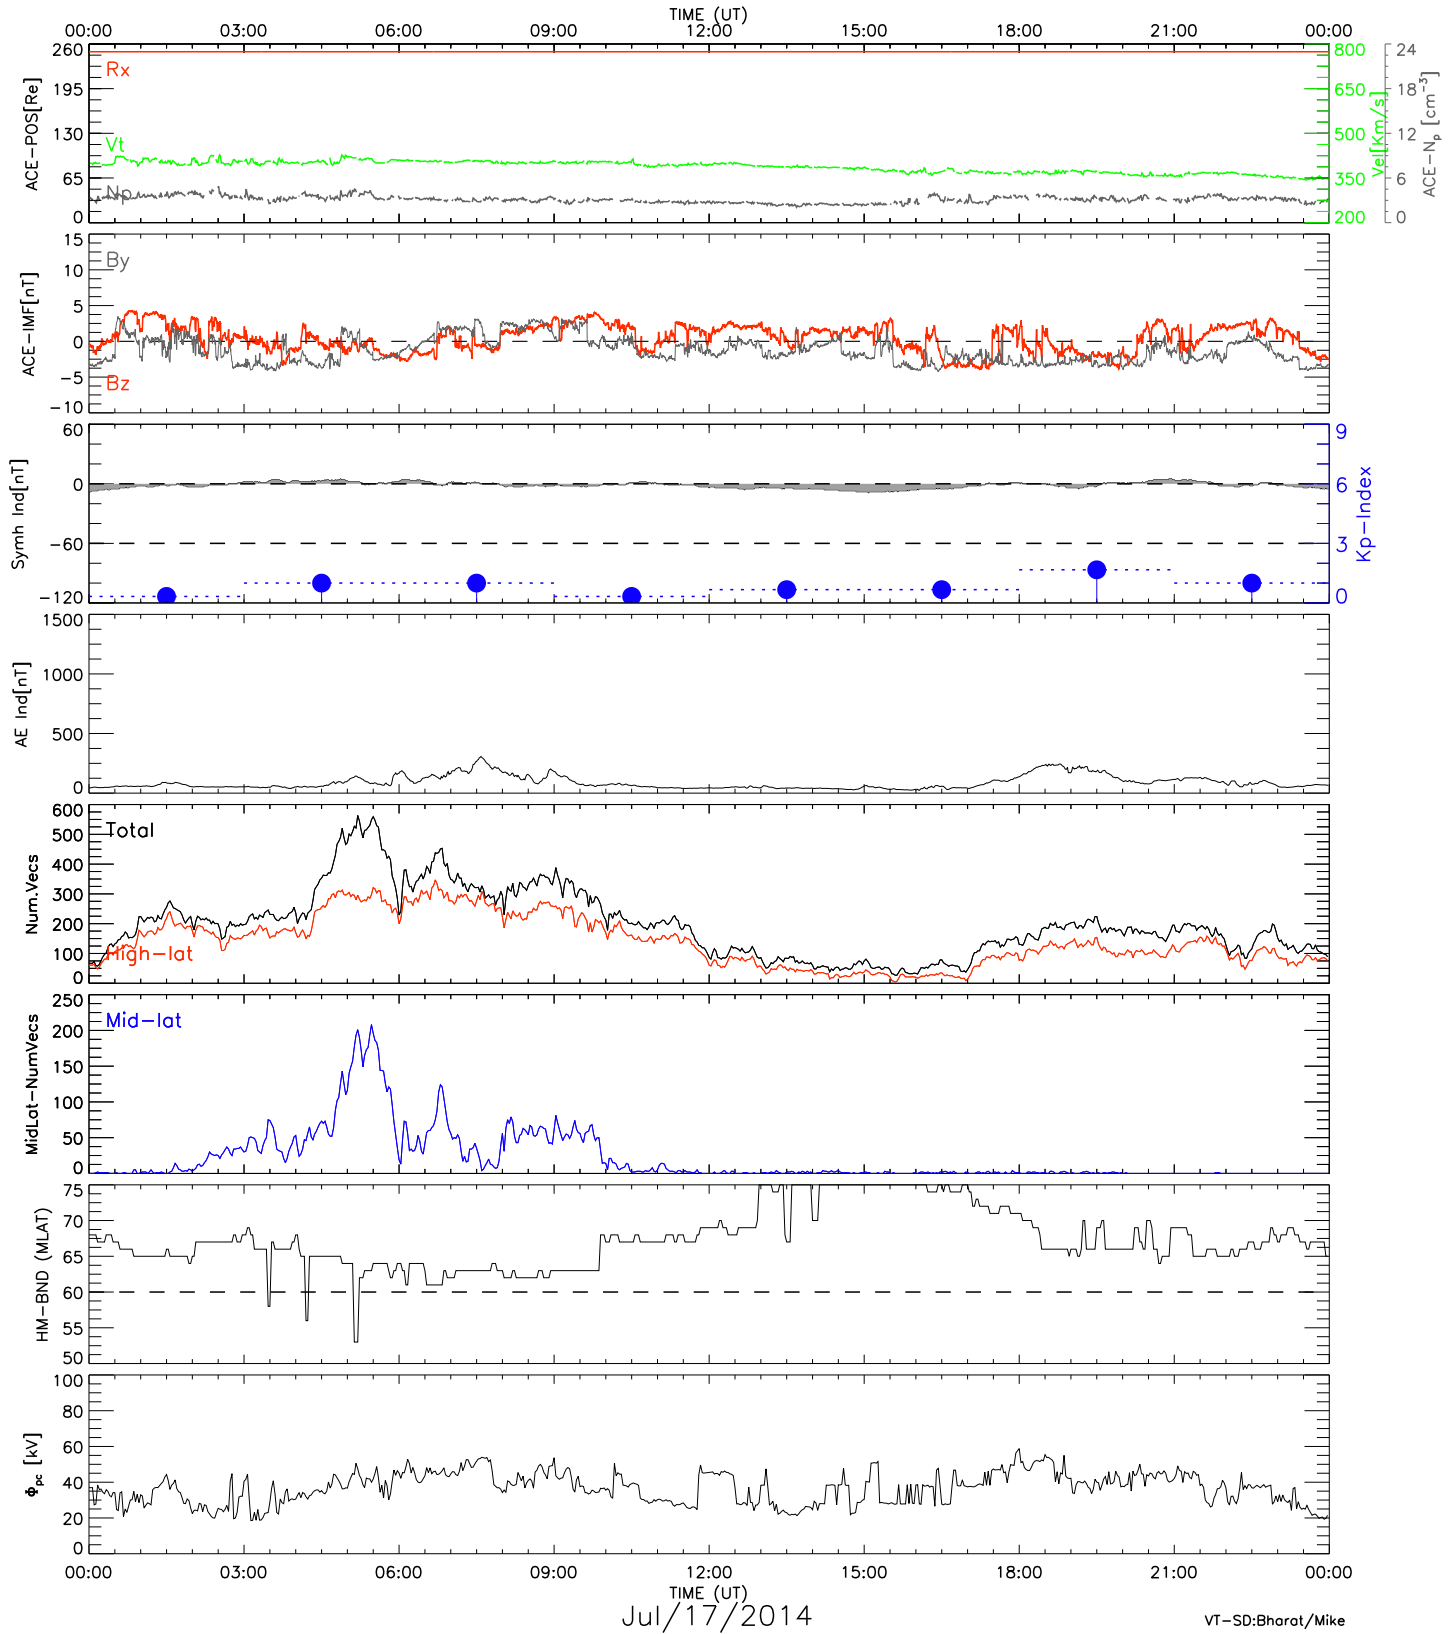 TIME (UT)
00:00 03:00 06:00 09:00 12:00 15:00 18:00 21:00 00:00
ACE-POS[Re]
260
195
130
65
0
Rx
Vt
Np
800
650
500
350
200
Vel[Km/s]
24
18
12
6
0
ACE-Np [cm-3]
ACE-IMF[nT]
15
10
5
0
-5
-10
By
Bz
Symh Ind[nT]
60
0
-60
-120
9
6
3
0
Kp-Index
AE Ind[nT]
1500
1000
500
0
Num.Vecs
600
500
400
300
200
100
0
Total
High-lat
MidLat-NumVecs
250
200
150
100
50
0
Mid-lat
HM-BND (MLAT)
75
70
65
60
55
50
Φpc [kV]
100
80
60
40
20
0
00:00 03:00 06:00 09:00 12:00 15:00 18:00 21:00 00:00
TIME (UT)
Jul/17/2014
VT-SD:Bharat/Mike